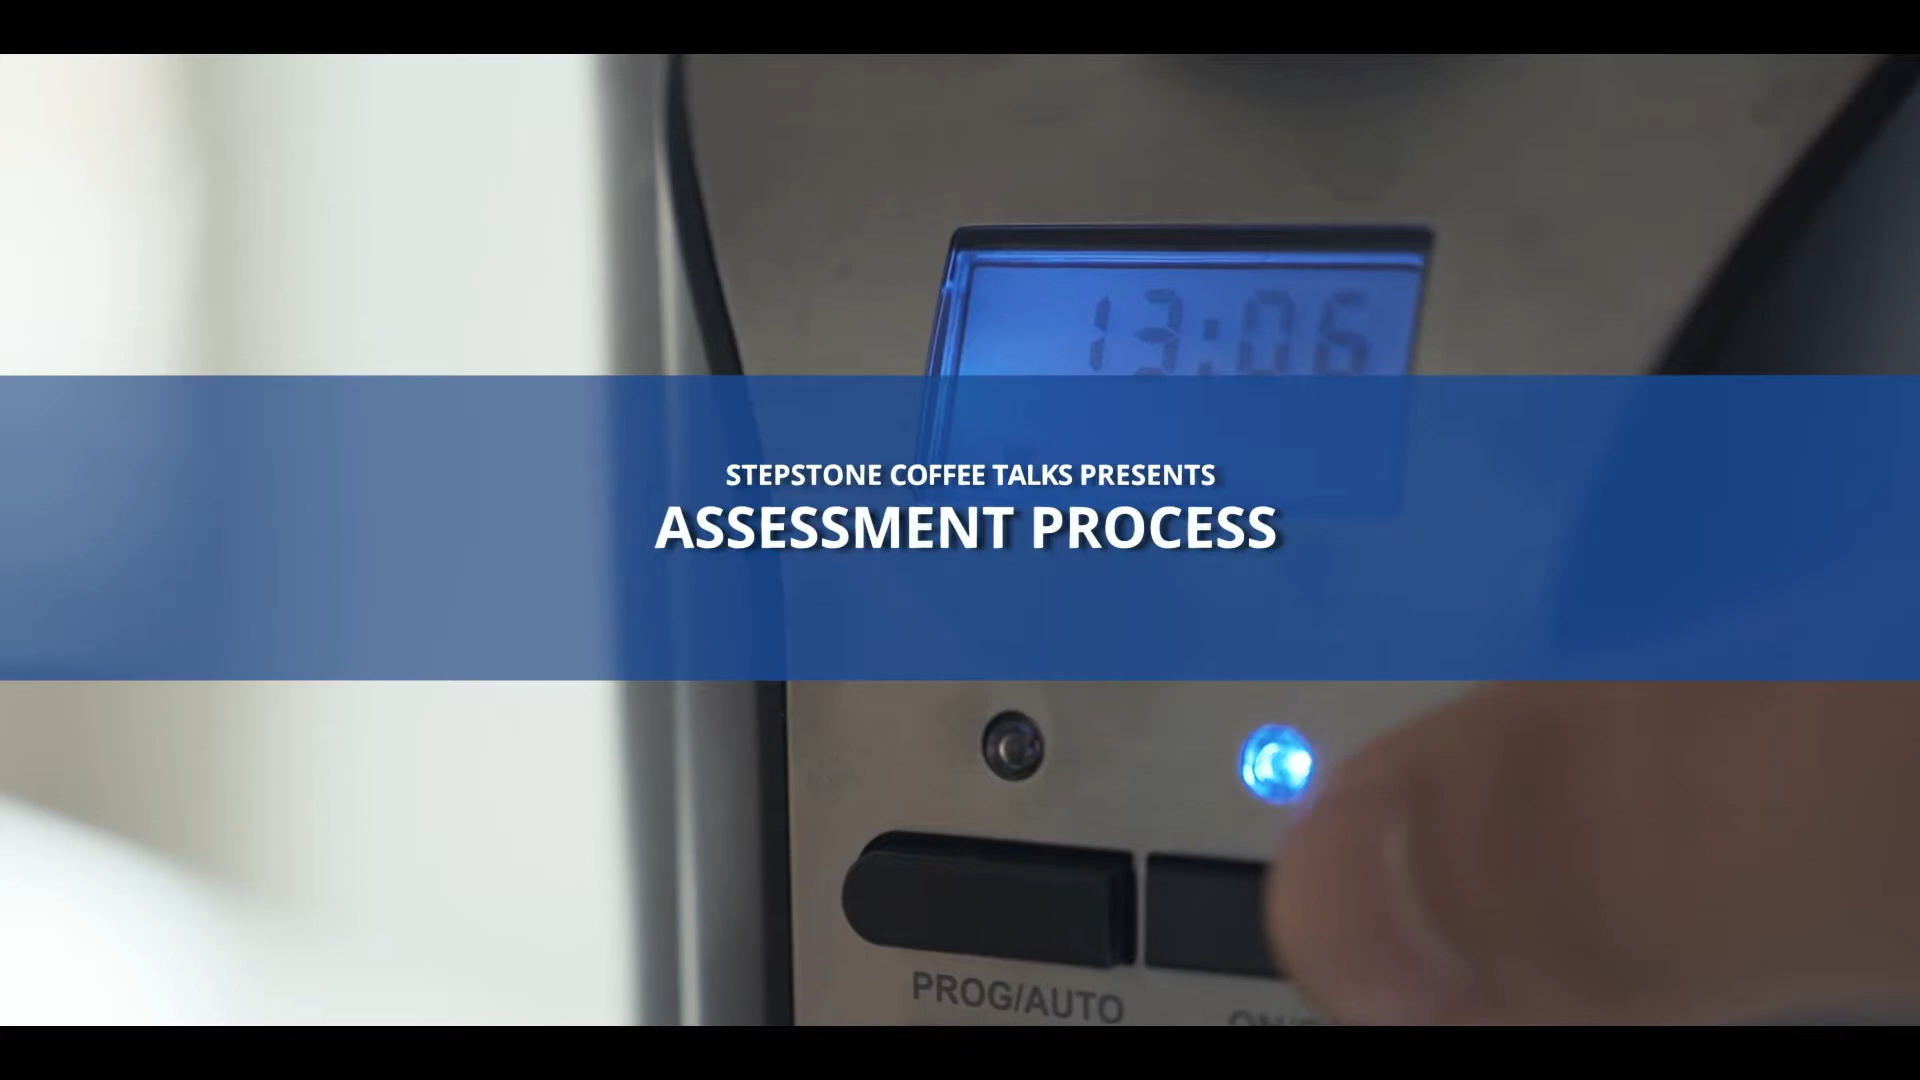 13:06
STEPSTONE COFFEE TALKS PRESENTS
ASSESSMENT PROCESS
PROG/AUTO